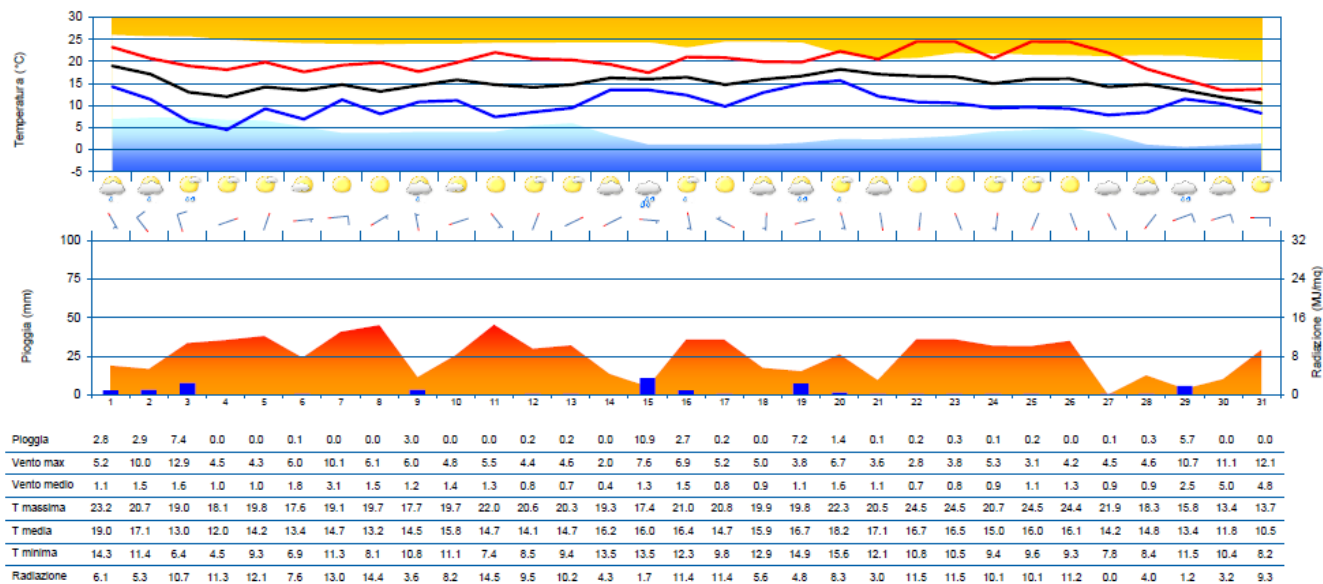 30
25
20
15
10
5
0
-5
Temperatura (°C)
100
75
50
25
0
Pioggia (mm)
32
24
16
8
0
Radiazione (MJ/mq)
1 2 3 4 5 6 7 8 9 10 11 12 13 14 15 16 17 18 19 20 21 22 23 24 25 26 27 28 29 30 31
Pioggia 2.8 2.9 7.4 0.0 0.0 0.1 0.0 0.0 3.0 0.0 0.0 0.2 0.2 0.0 10.9 2.7 0.2 0.0 7.2 1.4 0.1 0.2 0.3 0.1 0.2 0.0 0.1 0.3 5.7 0.0 0.0
Vento max 5.2 10.0 12.9 4.5 4.3 6.0 10.1 6.1 6.0 4.8 5.5 4.4 4.6 2.0 7.6 6.9 5.2 5.0 3.8 6.7 3.6 2.8 3.8 5.3 3.1 4.2 4.5 4.6 10.7 11.1 12.1
Vento medio 1.1 1.5 1.6 1.0 1.0 1.8 3.1 1.5 1.2 1.4 1.3 0.8 0.7 0.4 1.3 1.5 0.8 0.9 1.1 1.6 1.1 0.7 0.8 0.9 1.1 1.3 0.9 0.9 2.5 5.0 4.8
T massima 23.2 20.7 19.0 18.1 19.8 17.6 19.1 19.7 17.7 19.7 22.0 20.6 20.3 19.3 17.4 21.0 20.8 19.9 19.8 22.3 20.5 24.5 24.5 20.7 24.5 24.4 21.9 18.3 15.8 13.4 13.7
T media 19.0 17.1 13.0 12.0 14.2 13.4 14.7 13.2 14.5 15.8 14.7 14.1 14.7 16.2 16.0 16.4 14.7 15.9 16.7 18.2 17.1 16.7 16.5 15.0 16.0 16.1 14.2 14.8 13.4 11.8 10.5
T minima 14.3 11.4 6.4 4.5 9.3 6.9 11.3 8.1 10.8 11.1 7.4 8.5 9.4 13.5 13.5 12.3 9.8 12.9 14.9 15.6 12.1 10.8 10.5 9.4 9.6 9.3 7.8 8.4 11.5 10.4 8.2
Radiazione 6.1 5.3 10.7 11.3 12.1 7.6 13.0 14.4 3.6 8.2 14.5 9.5 10.2 4.3 1.7 11.4 11.4 5.6 4.8 8.3 3.0 11.5 11.5 10.1 10.1 11.2 0.0 4.0 1.2 3.2 9.3